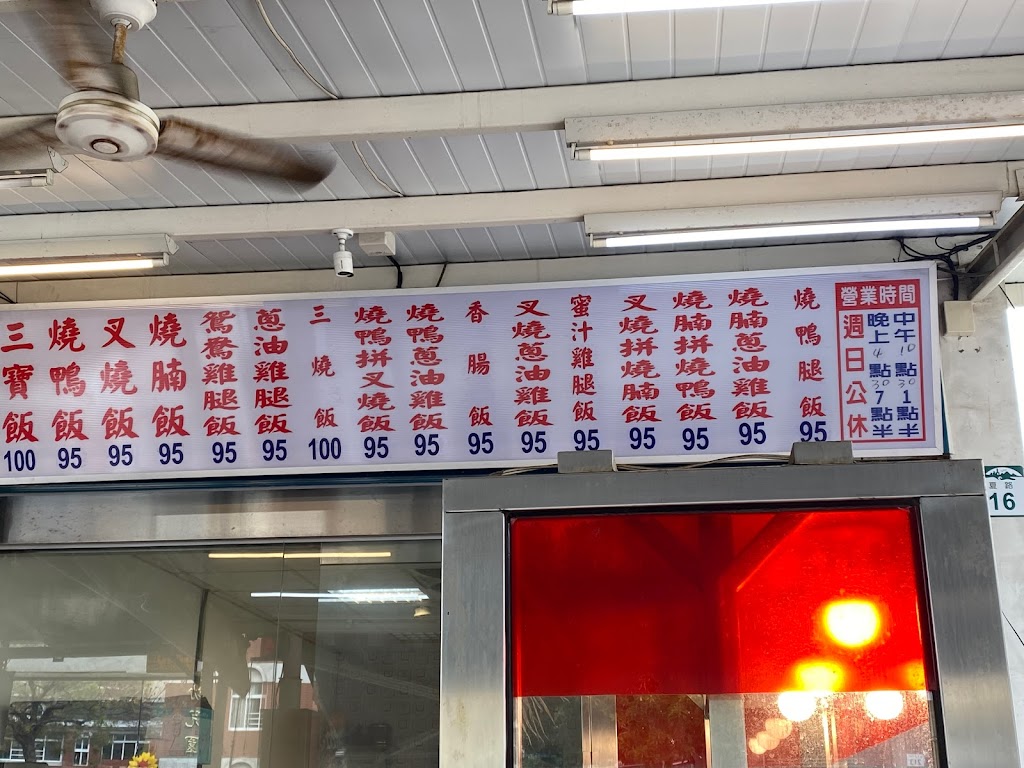 營業時間
中午10點30 1點半
晚上4點30 7點半
週日公休
燒鴨腿飯 95
燒腩蔥油雞飯 95
燒腩拼燒鴨飯 95
叉燒拼燒腩飯 95
蜜汁雞腿飯 95
叉燒蔥油雞飯 95
香腸飯 95
燒鴨蔥油雞飯 95
燒鴨拼叉燒飯 95
三燒飯 100
蔥油雞腿飯 95
鴛鴦雞腿飯 95
燒腩飯 95
叉燒飯 95
燒鴨飯 95
三寶飯 100
16